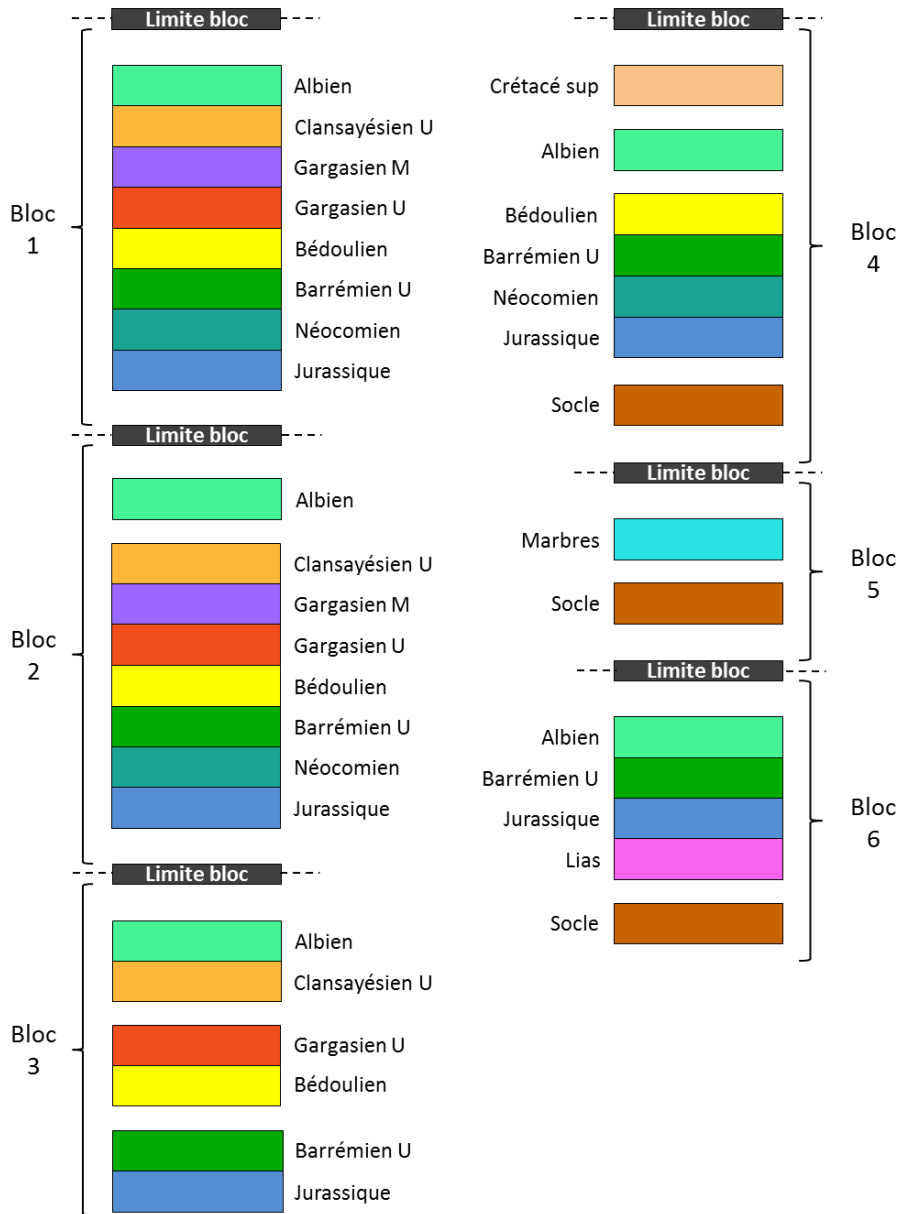 Limite bloc
Bloc
1
Albien
Clansayésien U
Gargasien M
Gargasien U
Bédoulien
Barrémien U
Néocomien
Jurassique
Limite bloc
Bloc
2
Albien
Clansayésien U
Gargasien M
Gargasien U
Bédoulien
Barrémien U
Néocomien
Jurassique
Limite bloc
Bloc
3
Albien
Clansayésien U
Gargasien U
Bédoulien
Barrémien U
Jurassique
Limite bloc
Crétacé sup
Albien
Bédoulien
Barrémien U
Néocomien
Jurassique
Socle
Bloc
4
Limite bloc
Marbres
Socle
Bloc
5
Limite bloc
Albien
Barrémien U
Jurassique
Lias
Socle
Bloc
6